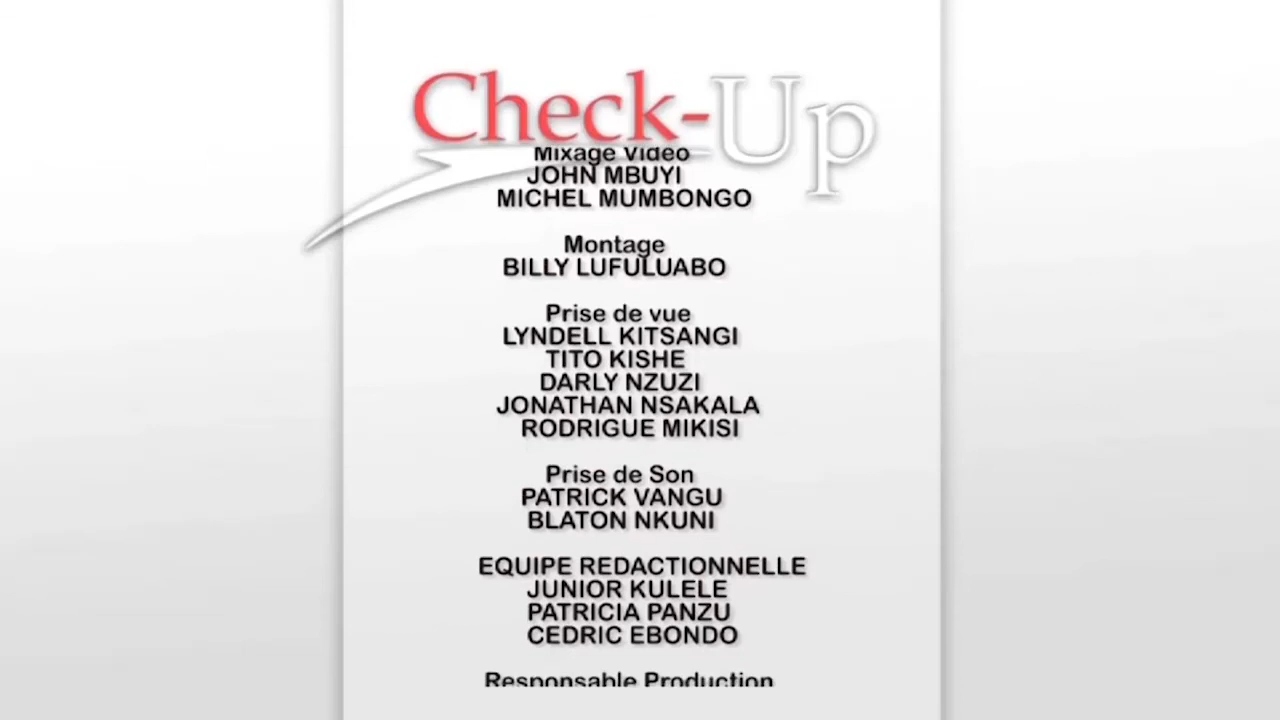 Check-Up
Mixage Video
JOHN MBUYI
MICHEL MUMBONGO
Montage
BILLY LUFULUABO
Prise de vue
LYNDELL KITSANGI
TITO KISHE
DARLY NZUZI
JONATHAN NSAKALA
RODRIGUE MIKISI
Prise de Son
PATRICK VANGU
BLATON NKUNI
EQUIPE REDACTIONNELLE
JUNIOR KULELE
PATRICIA PANZU
CEDRIC EBONDO
Responsable Production